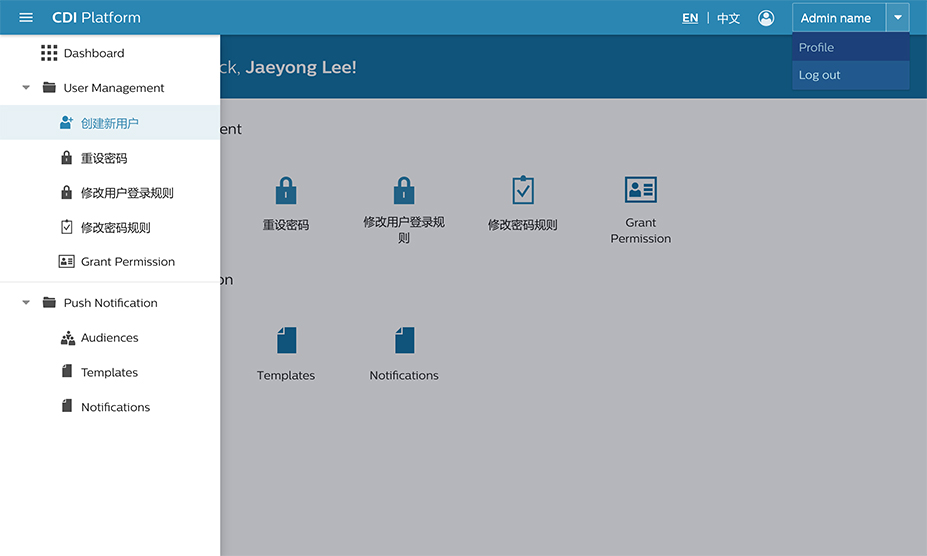 CDI Platform
EN | 中文
Admin name
Profile
Log out
ck, Jaeyong Lee!
Dashboard
User Management
创建新用户
重设密码
修改用户登录规则
修改密码规则
Grant Permission
Push Notification
Audiences
Templates
Notifications
ent
重设密码
修改用户登录规
则
修改密码规则
Grant
Permission
on
Templates
Notifications